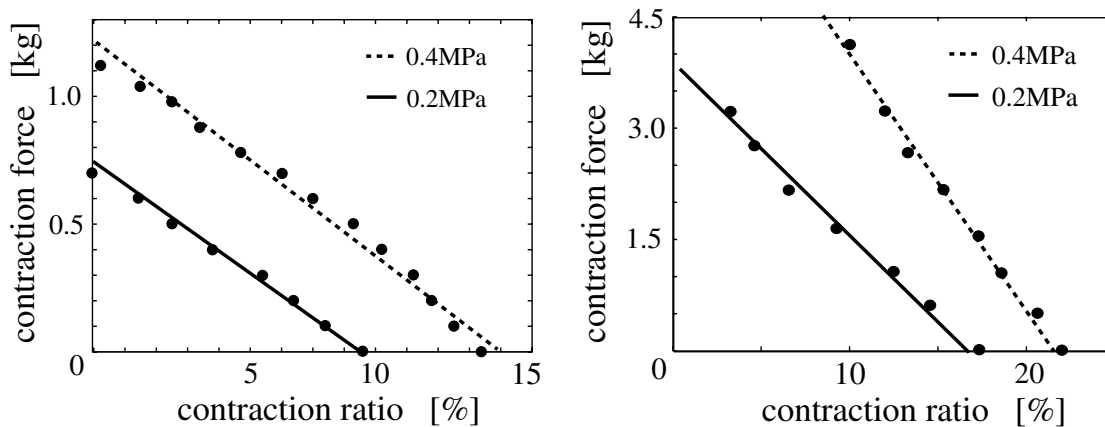 contraction force [kg]
1.0
0.5
0
0.4MPa
0.2MPa
5
10
15
contraction ratio [%]
contraction force [kg]
4.5
3.0
1.5
0
0.4MPa
0.2MPa
10
20
contraction ratio [%]